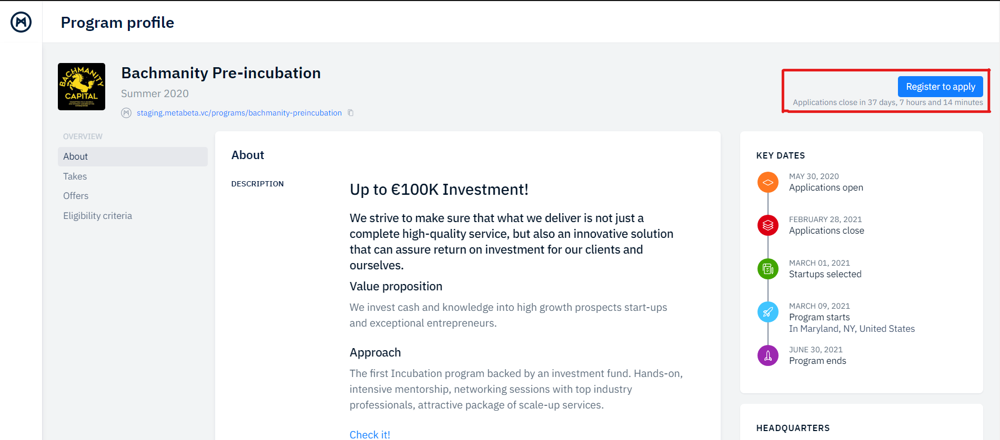 Program profile
BACHMANITY
CAPITAL
Bachmanity Pre-incubation
Summer 2020
staging.metabeta.vc/programs/bachmanity-preincubation
Register to apply
Applications close in 37 days, 7 hours and 14 minutes
OVERVIEW
About
Takes
Offers
Eligibility criteria
About
DESCRIPTION
Up to €100K Investment!
We strive to make sure that what we deliver is not just a
complete high-quality service, but also an innovative solution
that can assure return on investment for our clients and
ourselves.
Value proposition
We invest cash and knowledge into high growth prospects start-ups
and exceptional entrepreneurs.
Approach
The first Incubation program backed by an investment fund. Hands-on,
intensive mentorship, networking sessions with top industry
professionals, attractive package of scale-up services.
Check it!
KEY DATES
MAY 30, 2020
Applications open
FEBRUARY 28, 2021
Applications close
MARCH 01, 2021
Startups selected
MARCH 09, 2021
Program starts
In Maryland, NY, United States
JUNE 30, 2021
Program ends
HEADQUARTERS